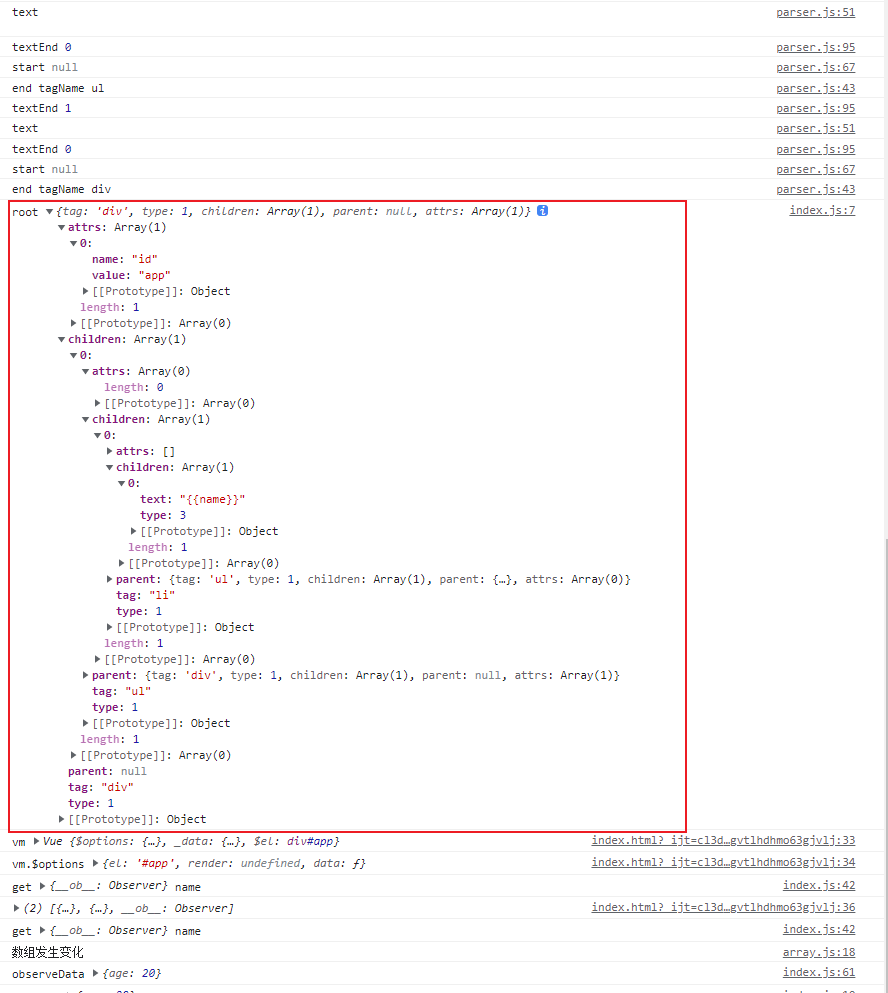 text parser.js:51
textEnd 0 parser.js:95
start null parser.js:67
end tagName ul parser.js:43
textEnd 1 parser.js:95
text parser.js:51
textEnd 0 parser.js:95
start null parser.js:67
end tagName div parser.js:43
root ▼{tag: 'div', type: 1, children: Array(1), parent: null, attrs: Array(1)} i index.js:7
▼attrs: Array(1)
▼0:
name: "id"
value: "app"
▶[[Prototype]]: Object
length: 1
▶[[Prototype]]: Array(0)
▼children: Array(1)
▼0:
▼attrs: Array(0)
length: 0
▶[[Prototype]]: Array(0)
▼children: Array(1)
▼0:
▶attrs: []
▼children: Array(1)
▼0:
text: "{{name}}"
type: 3
▶[[Prototype]]: Object
length: 1
▶[[Prototype]]: Array(0)
▶parent: {tag: 'ul', type: 1, children: Array(1), parent: {…}, attrs: Array(0)}
tag: "li"
type: 1
▶[[Prototype]]: Object
length: 1
▶[[Prototype]]: Array(0)
▶parent: {tag: 'div', type: 1, children: Array(1), parent: null, attrs: Array(1)}
tag: "ul"
type: 1
▶[[Prototype]]: Object
length: 1
▶[[Prototype]]: Array(0)
parent: null
tag: "div"
type: 1
▶[[Prototype]]: Object
vm ▶Vue {$options: {…}, _data: {…}, $el: div#app} index.html?_ijt=cl3d…gvtlhdhmo63gjvlj:33
vm.$options ▶{el: '#app', render: undefined, data: ƒ} index.html?_ijt=cl3d…gvtlhdhmo63gjvlj:34
get ▶{__ob__: Observer} name index.js:42
▶(2) [{…}, {…}, __ob__: Observer] index.html?_ijt=cl3d…gvtlhdhmo63gjvlj:36
get ▶{__ob__: Observer} name index.js:42
数组发生变化 array.js:18
observeData ▶{age: 20} index.js:61